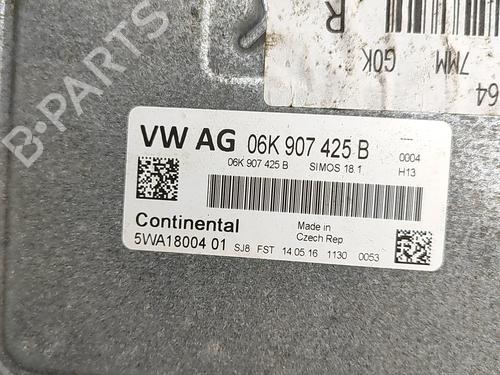 R
64
7MM G0K
VW AG 06K 907 425 B
06K 907 425 B SIMOS 18.1
0004
H13
Continental
Made in
Czech Rep
5WA18004 01 SJ8 FST 14 05 16 1130 0053
B-PARTS